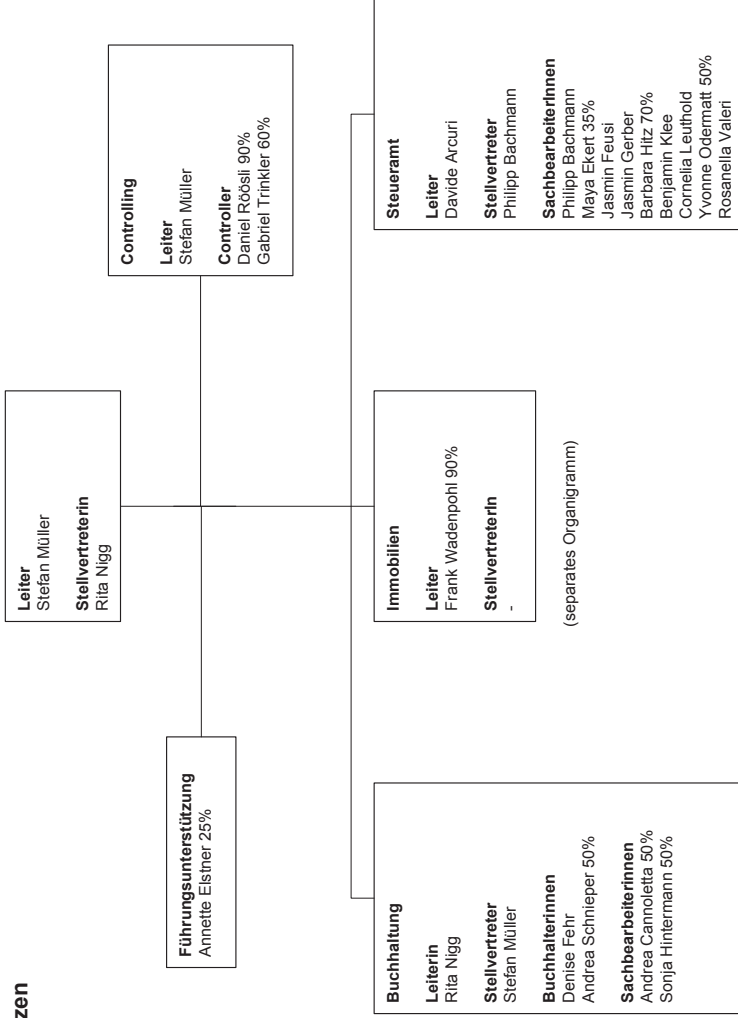 zen
Leiter
Stefan Müller
Stellvertreterin
Rita Nigg
Führungsunterstützung
Annette Elstner 25%
Controlling
Leiter
Stefan Müller
Controller
Daniel Röösli 90%
Gabriel Trinkler 60%
Buchhaltung
Leiterin
Rita Nigg
Stellvertreter
Stefan Müller
Buchhalterinnen
Denise Fehr
Andrea Schnieper 50%
Sachbearbeiterinnen
Andrea Cannoletta 50%
Sonja Hintermann 50%
Immobilien
Leiter
Frank Wadenpohl 90%
StellvertreterIn
-
(separates Organigramm)
Steueramt
Leiter
Davide Arcuri
Stellvertreter
Philipp Bachmann
SachbearbeiterInnen
Philipp Bachmann
Maya Ekert 35%
Jasmin Feusi
Jasmin Gerber
Barbara Hitz 70%
Benjamin Klee
Cornelia Leuthold
Yvonne Odermatt 50%
Rosanella Valeri